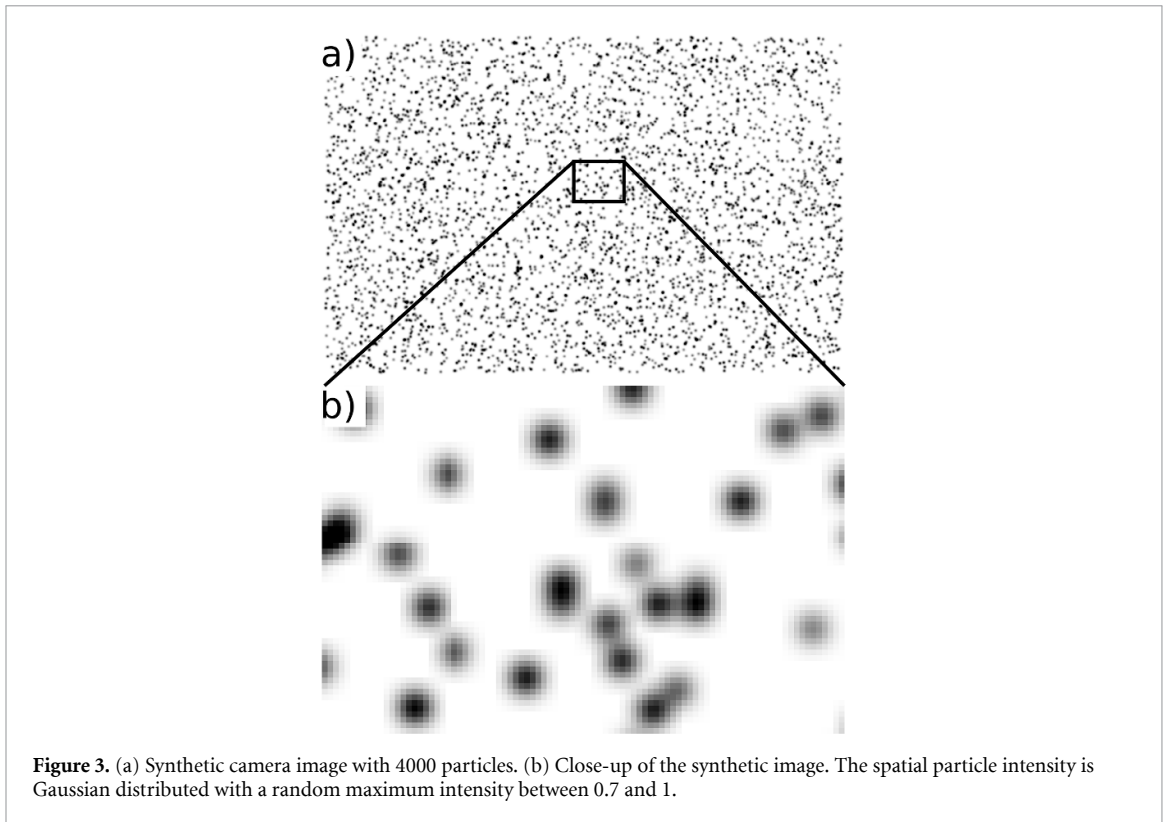 a)
b)
Figure 3. (a) Synthetic camera image with 4000 particles. (b) Close-up of the synthetic image. The spatial particle intensity is
Gaussian distributed with a random maximum intensity between 0.7 and 1.